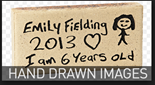 Emily Fielding
2013
I am 6 years old
HAND DRAWN IMAGES